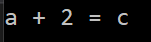 a + 2 = c